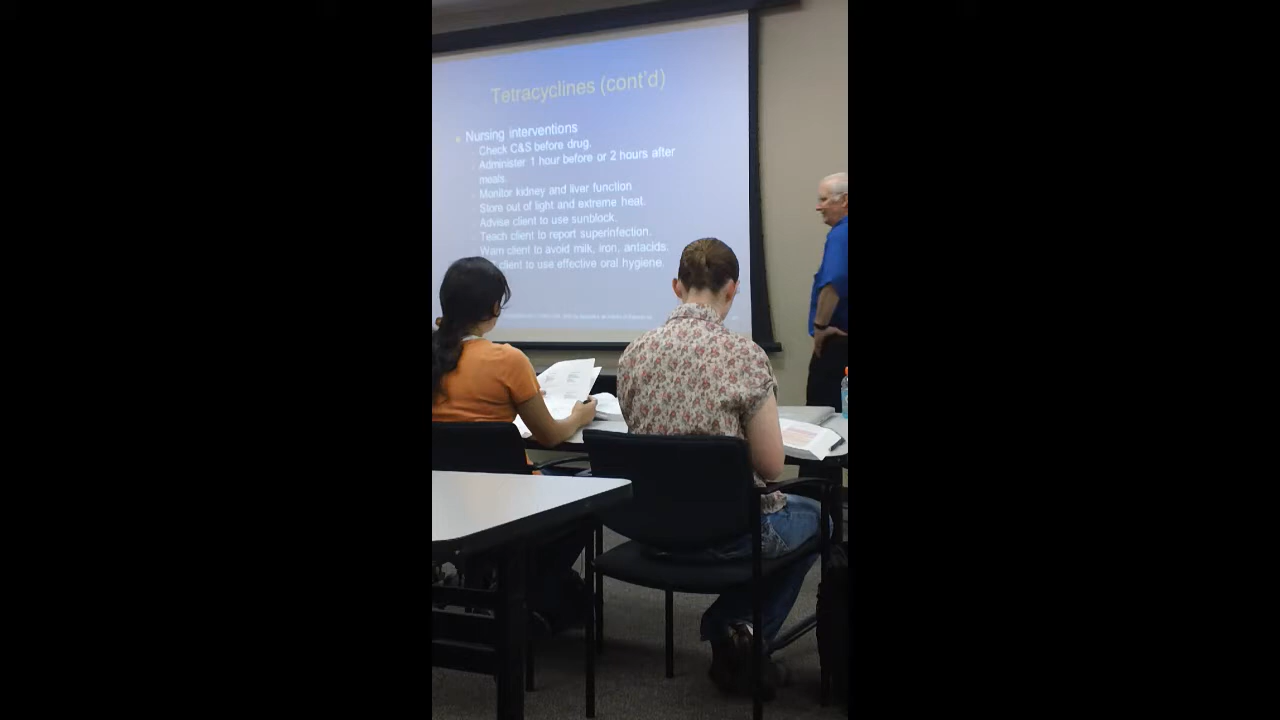 Tetracyclines (cont'd)
Nursing interventions
Check C&S before drug.
Administer 1 hour before or 2 hours after
meals.
Monitor kidney and liver function
Store out of light and extreme heat.
Advise client to use sunblock.
Teach client to report superinfection.
Warn client to avoid milk, iron, antacids.
client to use effective oral hygiene.